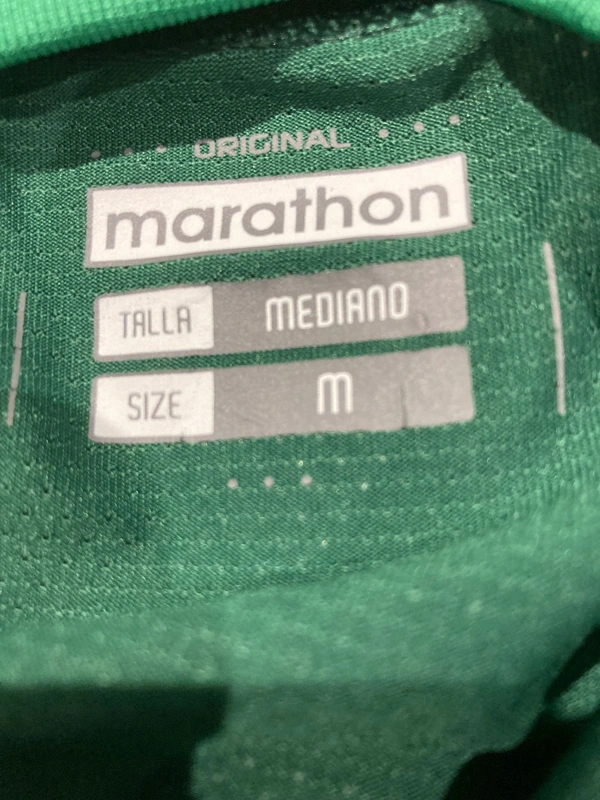 ORIGINAL
marathon
TALLA MEDIANO
SIZE M